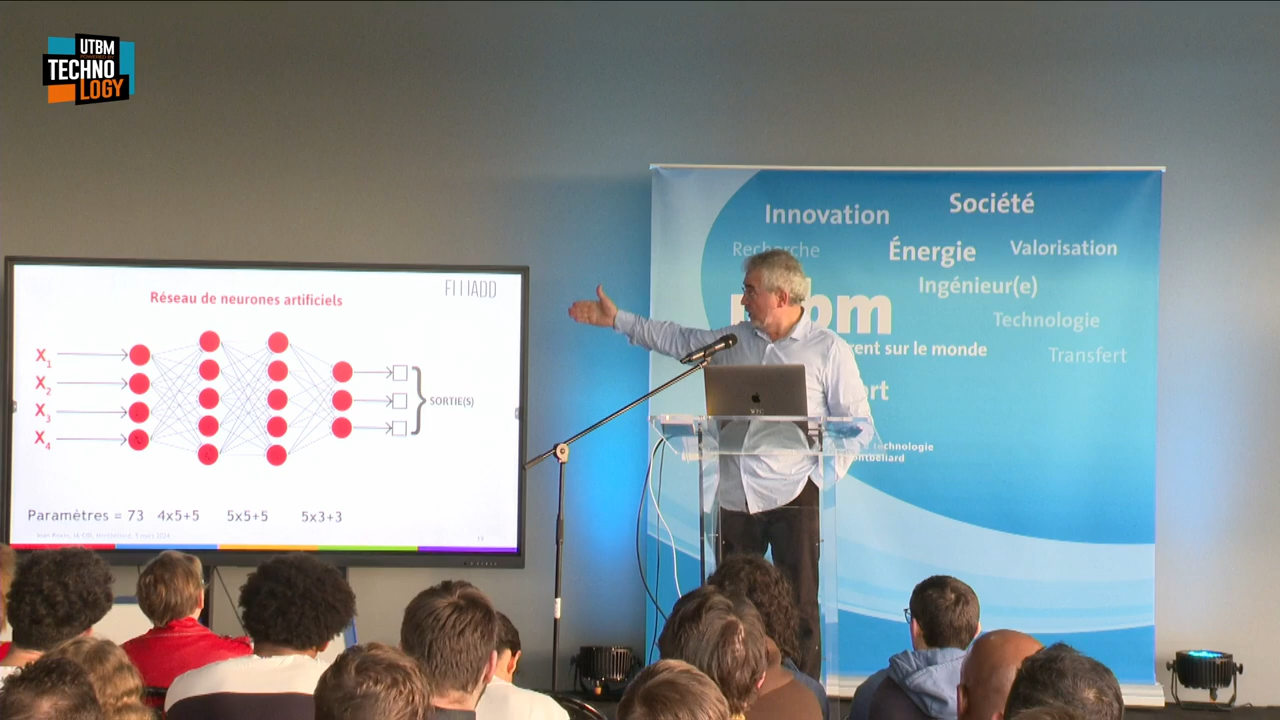 UTBM
TECHNO
LOGY
FIIIADD
Réseau de neurones artificiels
X1
X2
X3
X4
SORTIE(S)
Paramètres = 73 4x5+5 5x5+5 5x3+3
Innovation
Société
Recherche
Énergie
Valorisation
Ingénieur(e)
Technologie
Transfert
sur le monde
technologie